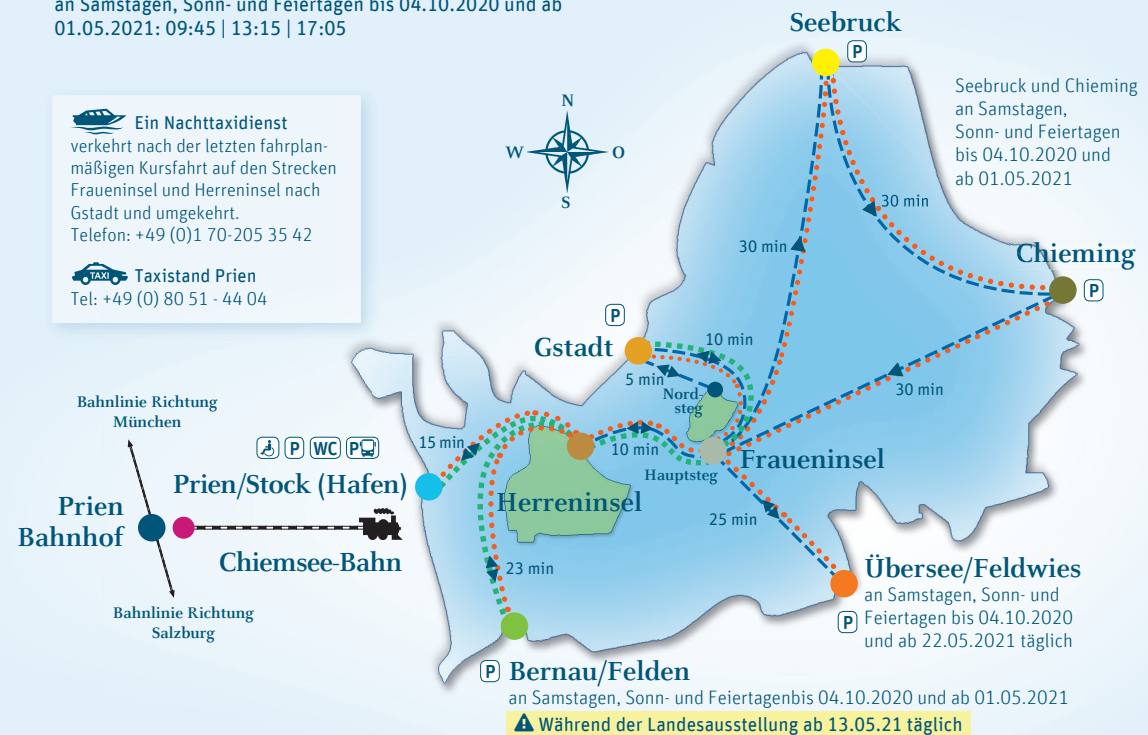 an Samstagen, Sonn- und Feiertagen bis 04.10.2020 und ab
01.05.2021: 09:45 | 13:15 | 17:05
Seebruck
P
Seebruck und Chieming
an Samstagen,
Sonn- und Feiertagen
bis 04.10.2020 und
ab 01.05.2021
Ein Nachttaxidienst
verkehrt nach der letzten fahrplan-
mäßigen Kursfahrt auf den Strecken
Fraueninsel und Herreninsel nach
Gstadt und umgekehrt.
Telefon: +49 (0)1 70-205 35 42
TAXI Taxistand Prien
Tel: +49 (0) 80 51 - 44 04
N
W O
S
30 min
30 min
Chieming
P
P
Gstadt
10 min
5 min
Nord-
steg
30 min
Bahnlinie Richtung
München
P WC P
15 min
10 min
Hauptsteg
Fraueninsel
Prien/Stock (Hafen)
Herreninsel
Prien
Bahnhof
Chiemsee-Bahn
25 min
23 min
Bahnlinie Richtung
Salzburg
Übersee/Feldwies
an Samstagen, Sonn- und
P Feiertagen bis 04.10.2020
und ab 22.05.2021 täglich
P Bernau/Felden
an Samstagen, Sonn- und Feiertagenbis 04.10.2020 und ab 01.05.2021
Während der Landesausstellung ab 13.05.21 täglich